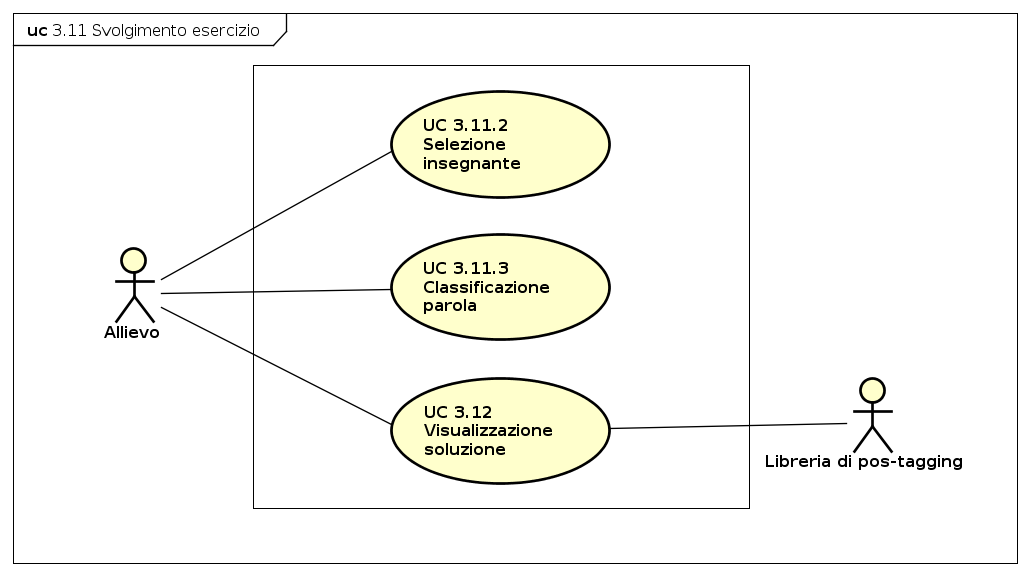 uc 3.11 Svolgimento esercizio
UC 3.11.2
Selezione
insegnante
UC 3.11.3
Classificazione
parola
Allievo
UC 3.12
Visualizzazione
soluzione
Libreria di pos-tagging